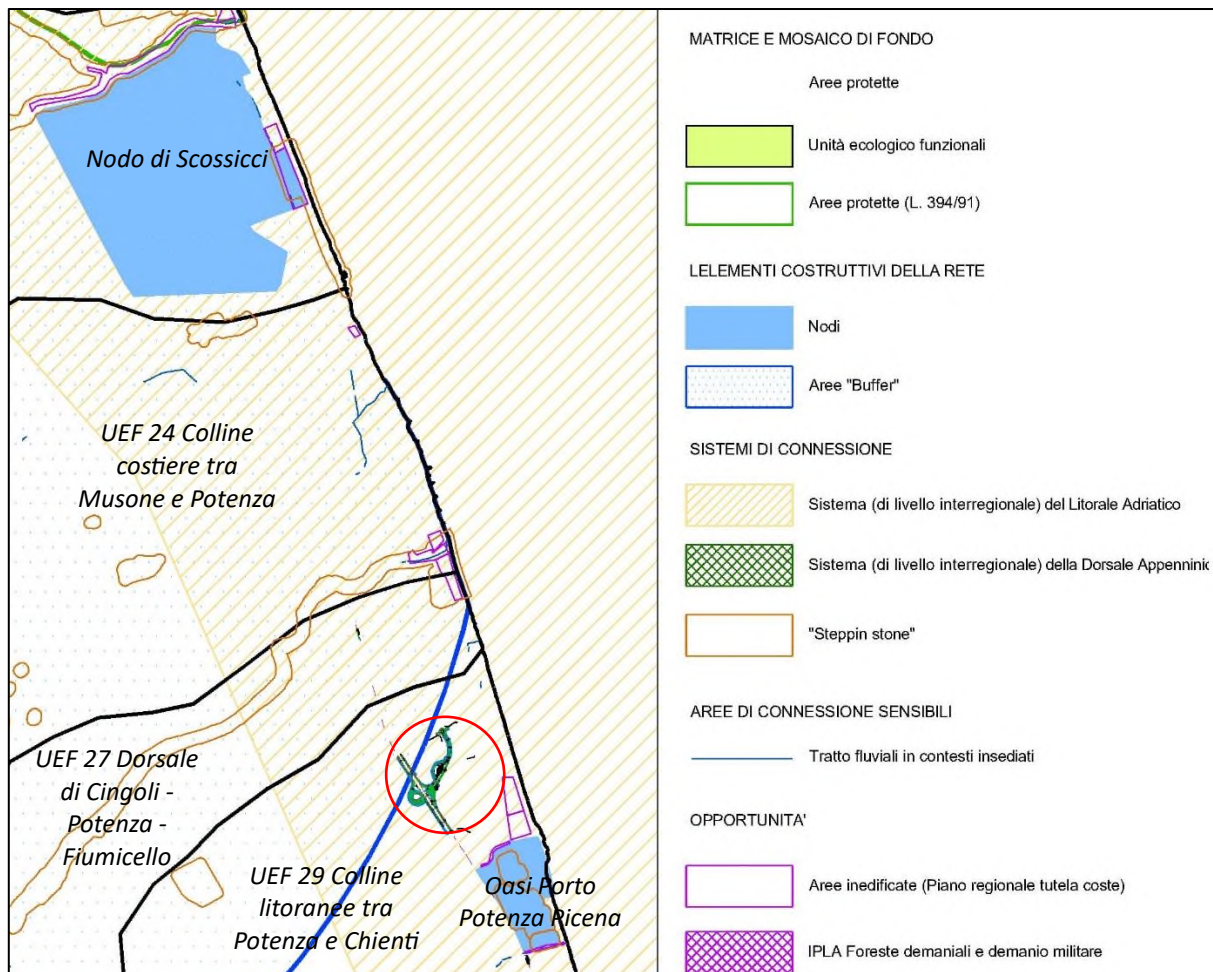 Nodo di Scossicci
UEF 24 Colline
costiere tra
Musone e Potenza
UEF 27 Dorsale
di Cingoli -
Potenza -
Fiumicello
UEF 29 Colline
litoranee tra
Potenza e Chienti
Oasi Porto
Potenza Picena
MATRICE E MOSAICO DI FONDO
Aree protette
Unità ecologico funzionali
Aree protette (L. 394/91)
LELEMENTI COSTRUTTIVI DELLA RETE
Nodi
Aree "Buffer"
SISTEMI DI CONNESSIONE
Sistema (di livello interregionale) del Litorale Adriatico
Sistema (di livello interregionale) della Dorsale Appenninic
"Steppin stone"
AREE DI CONNESSIONE SENSIBILI
Tratto fluviali in contesti insediati
OPPORTUNITA'
Aree inedificate (Piano regionale tutela coste)
IPLA Foreste demaniali e demanio militare